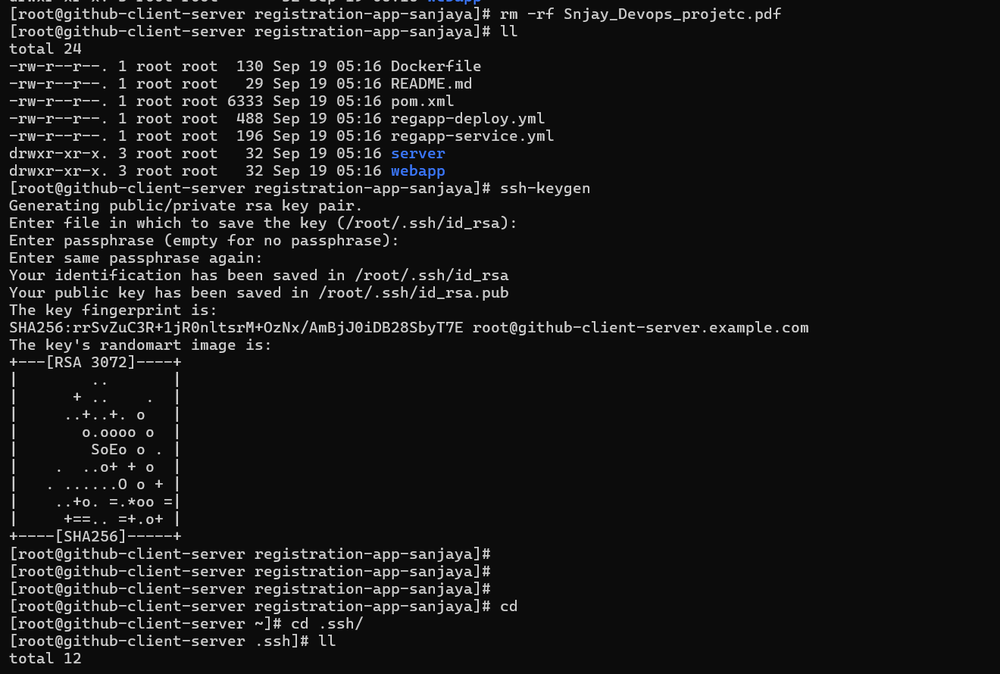 drwxr-xr-x. 3 root root   32 Sep 19 05:16 webapp
[root@github-client-server registration-app-sanjaya]# rm -rf Snjay_Devops_projetc.pdf
[root@github-client-server registration-app-sanjaya]# ll
total 24
-rw-r--r--. 1 root root  130 Sep 19 05:16 Dockerfile
-rw-r--r--. 1 root root   29 Sep 19 05:16 README.md
-rw-r--r--. 1 root root 6333 Sep 19 05:16 pom.xml
-rw-r--r--. 1 root root  488 Sep 19 05:16 regapp-deploy.yml
-rw-r--r--. 1 root root  196 Sep 19 05:16 regapp-service.yml
drwxr-xr-x. 3 root root   32 Sep 19 05:16 server
drwxr-xr-x. 3 root root   32 Sep 19 05:16 webapp
[root@github-client-server registration-app-sanjaya]# ssh-keygen
Generating public/private rsa key pair.
Enter file in which to save the key (/root/.ssh/id_rsa):
Enter passphrase (empty for no passphrase):
Enter same passphrase again:
Your identification has been saved in /root/.ssh/id_rsa
Your public key has been saved in /root/.ssh/id_rsa.pub
The key fingerprint is:
SHA256:rrSvZuC3R+1jR0nltsrM+OzNx/AmBjJ0iDB28SbyT7E root@github-client-server.example.com
The key's randomart image is:
+---[RSA 3072]----+
|        ..       |
|      + ..    .  |
|     ..+..+. o   |
|       o.oooo o  |
|        SoEo o . |
|    .  ..o+ + o  |
|   . ......O o + |
|    ..+o. =.*oo =|
|     +==.. =+.o+ |
+----[SHA256]-----+
[root@github-client-server registration-app-sanjaya]#
[root@github-client-server registration-app-sanjaya]#
[root@github-client-server registration-app-sanjaya]#
[root@github-client-server registration-app-sanjaya]# cd
[root@github-client-server ~]# cd .ssh/
[root@github-client-server .ssh]# ll
total 12